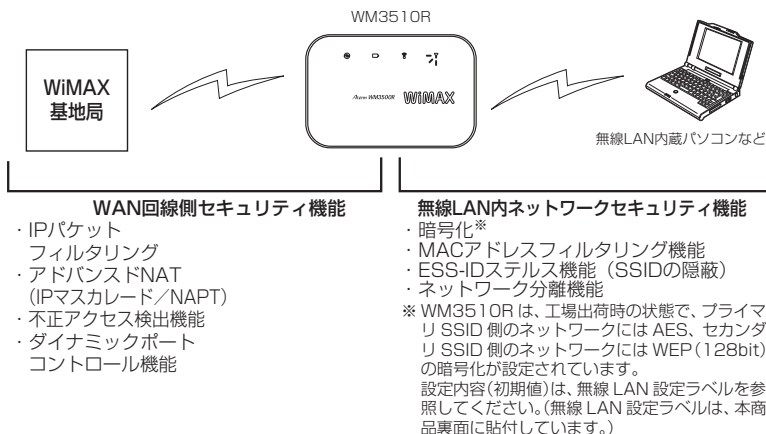 WM3510R
WiMAX
基地局
Aterm WM3500R
WiMAX
無線LAN内蔵パソコンなど
WAN回線側セキュリティ機能
・IPパケット
フィルタリング
・アドバンスドNAT
（IPマスカレード／NAPT）
・不正アクセス検出機能
・ダイナミックポート
コントロール機能
無線LAN内ネットワークセキュリティ機能
・暗号化※
・MACアドレスフィルタリング機能
・ESS-IDステルス機能（SSIDの隠蔽）
・ネットワーク分離機能
※ WM3510R は、工場出荷時の状態で、プライマ
リ SSID 側のネットワークには AES、セカンダ
リ SSID 側のネットワークには WEP（128bit）
の暗号化が設定されています。
設定内容（初期値）は、無線 LAN 設定ラベルを参
照してください。（無線 LAN 設定ラベルは、本商
品裏面に貼付しています。）